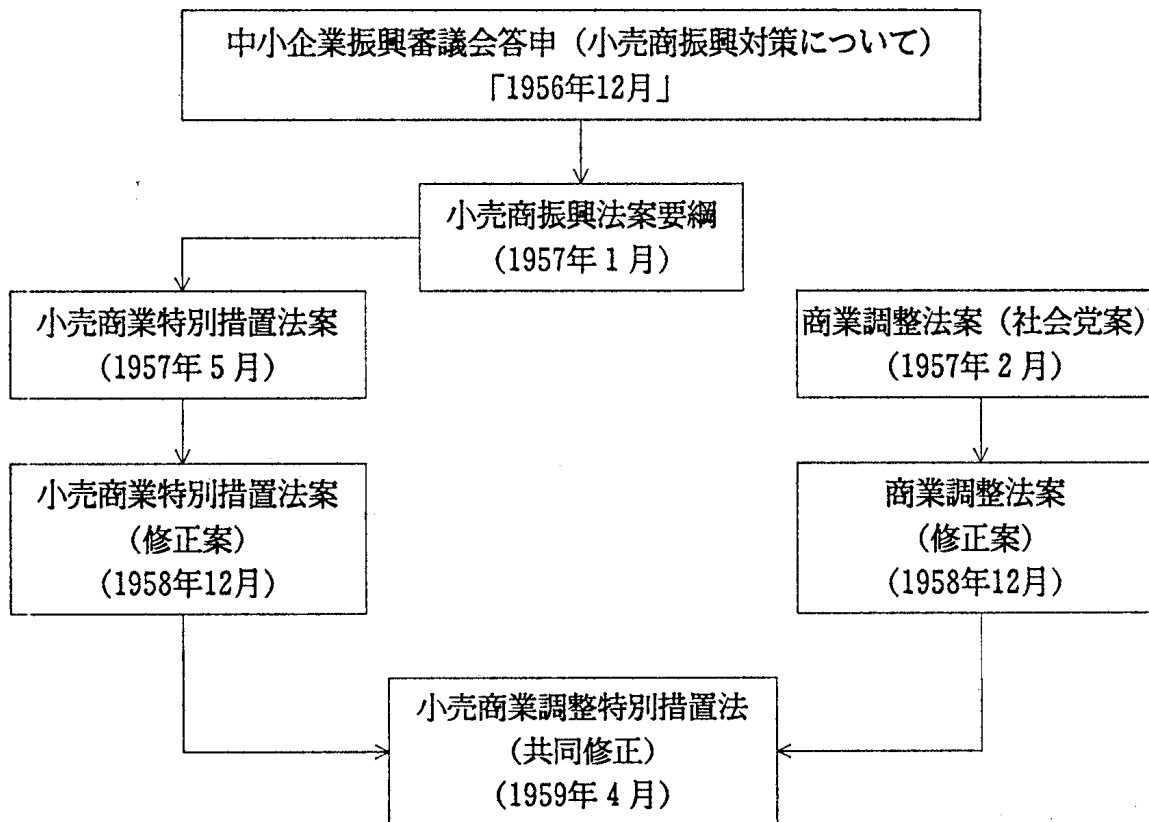 中小企業振興審議会答申（小売商振興対策について）
「1956年12月」
小売商振興法案要綱
（1957年1月）
小売商業特別措置法案
（1957年5月）
商業調整法案（社会党案）
（1957年2月）
小売商業特別措置法案
（修正案）
（1958年12月）
商業調整法案
（修正案）
（1958年12月）
小売商業調整特別措置法
（共同修正）
（1959年4月）